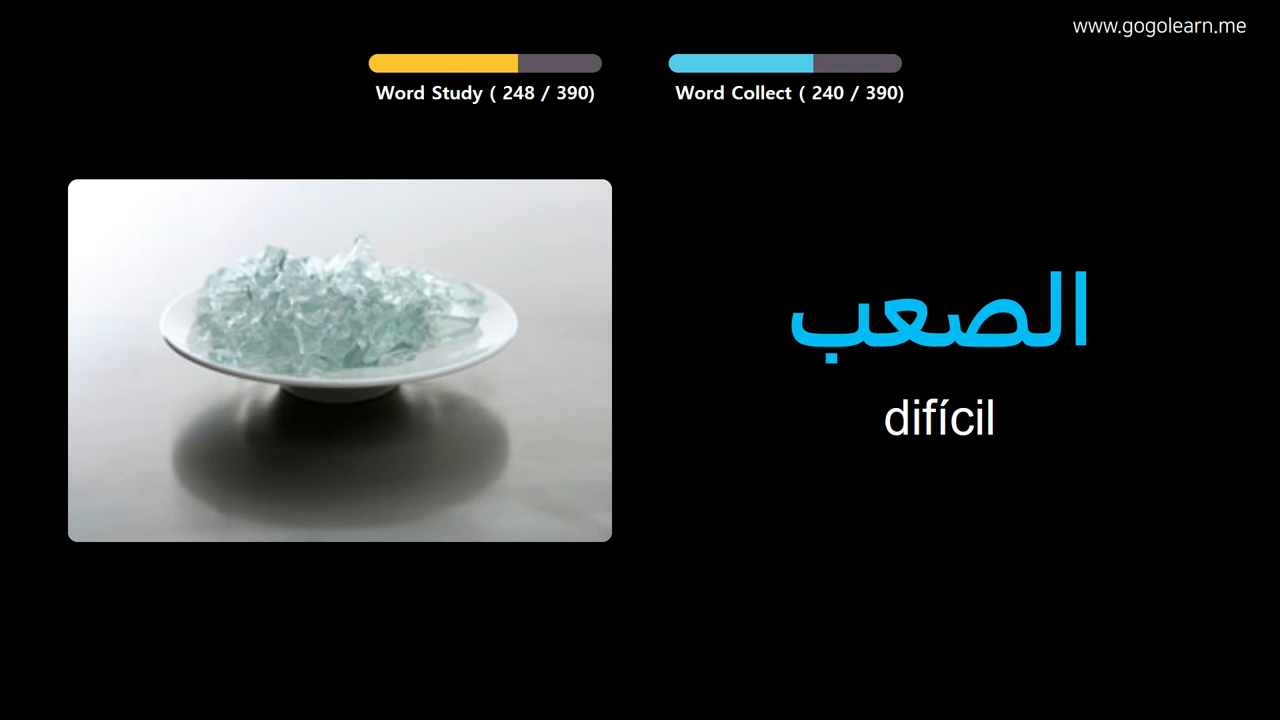 www.gogolearn.me
Word Study ( 248 / 390)
Word Collect ( 240 / 390)
الصعب
difícil